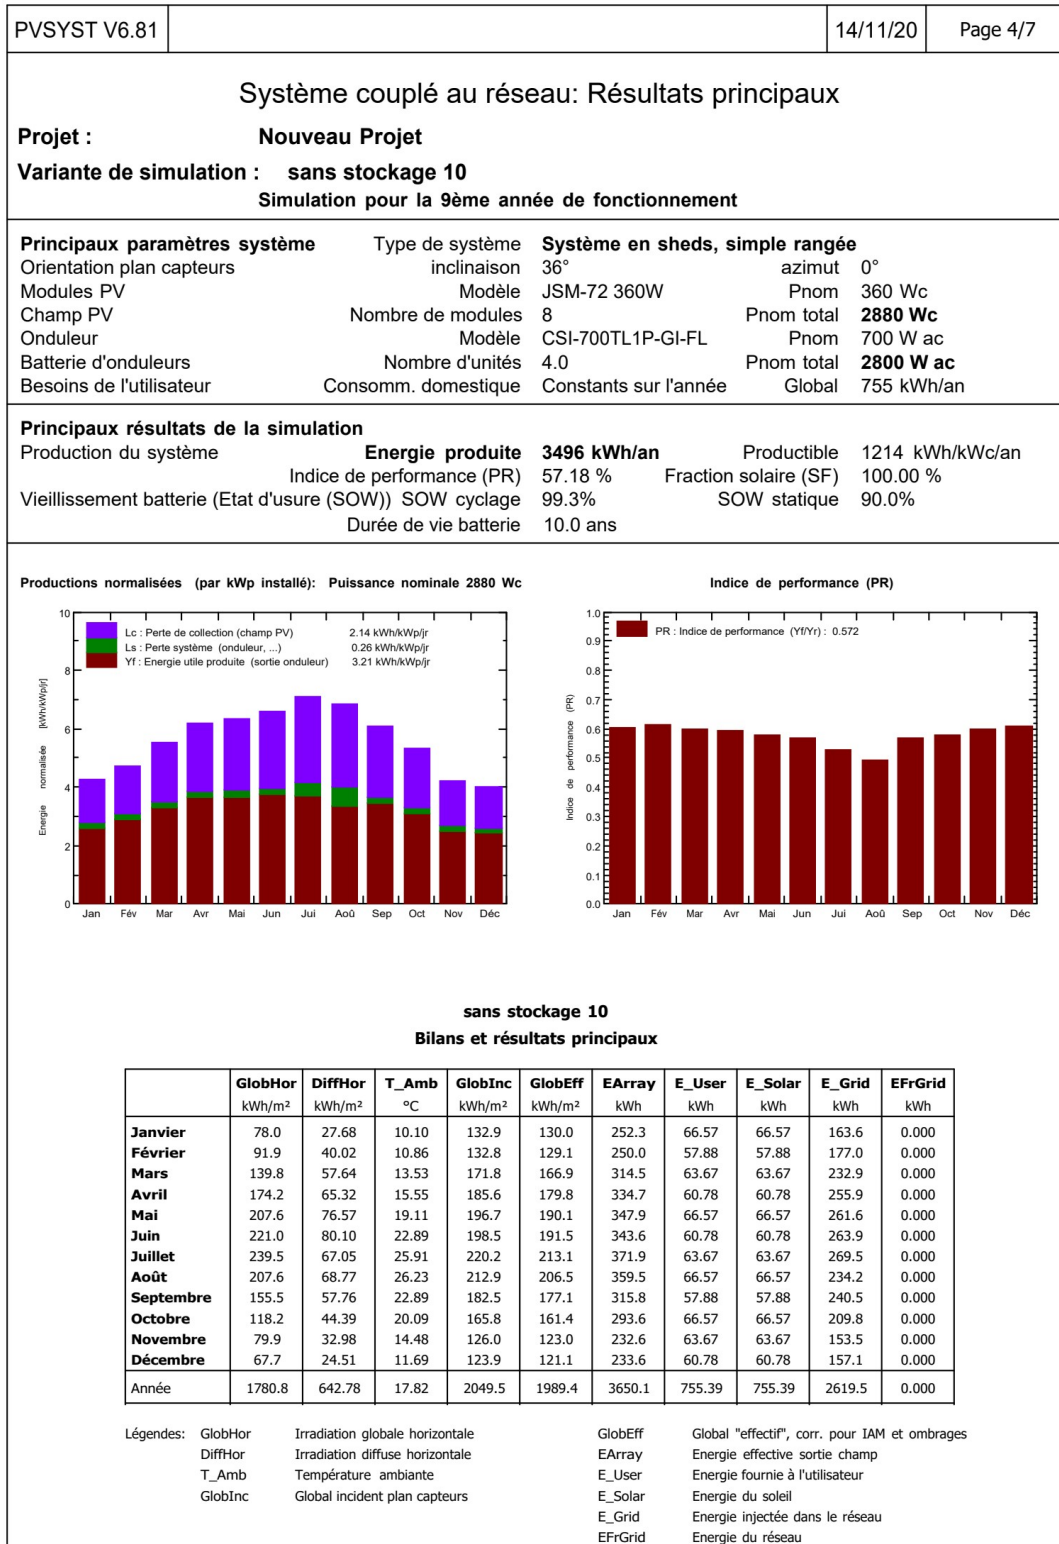 PVSYST V6.81 14/11/20 Page 4/7
Système couplé au réseau: Résultats principaux
Projet : Nouveau Projet
Variante de simulation : sans stockage 10
Simulation pour la 9ème année de fonctionnement
Principaux paramètres système Type de système Système en sheds, simple rangée
Orientation plan capteurs inclinaison 36° azimut 0°
Modules PV Modèle JSM-72 360W Pnom 360 Wc
Champ PV Nombre de modules 8 Pnom total 2880 Wc
Onduleur Modèle CSI-700TL1P-GI-FL Pnom 700 W ac
Batterie d'onduleurs Nombre d'unités 4.0 Pnom total 2800 W ac
Besoins de l'utilisateur Consomm. domestique Constants sur l'année Global 755 kWh/an
Principaux résultats de la simulation
Production du système Energie produite 3496 kWh/an Productible 1214 kWh/kWc/an
Indice de performance (PR) 57.18 % Fraction solaire (SF) 100.00 %
Vieillissement batterie (Etat d'usure (SOW)) SOW cyclage 99.3% SOW statique 90.0%
Durée de vie batterie 10.0 ans
Productions normalisées (par kWp installé): Puissance nominale 2880 Wc
10
8
6
4
2
0
Energie normalisée [kWh/kWp/jr]
Lc : Perte de collection (champ PV) 2.14 kWh/kWp/jr
Ls : Perte système (onduleur, ...) 0.26 kWh/kWp/jr
Yf : Energie utile produite (sortie onduleur) 3.21 kWh/kWp/jr
Jan Fév Mar Avr Mai Jun Jui Aoû Sep Oct Nov Déc
Indice de performance (PR)
1.0
0.9
0.8
0.7
0.6
0.5
0.4
0.3
0.2
0.1
0.0
Indice de performance (PR)
PR : Indice de performance (Yf/Yr) : 0.572
Jan Fév Mar Avr Mai Jun Jui Aoû Sep Oct Nov Déc
sans stockage 10
Bilans et résultats principaux
GlobHor DiffHor T_Amb GlobInc GlobEff EArray E_User E_Solar E_Grid EFrGrid
kWh/m² kWh/m² °C kWh/m² kWh/m² kWh kWh kWh kWh kWh
Janvier 78.0 27.68 10.10 132.9 130.0 252.3 66.57 66.57 163.6 0.000
Février 91.9 40.02 10.86 132.8 129.1 250.0 57.88 57.88 177.0 0.000
Mars 139.8 57.64 13.53 171.8 166.9 314.5 63.67 63.67 232.9 0.000
Avril 174.2 65.32 15.55 185.6 179.8 334.7 60.78 60.78 255.9 0.000
Mai 207.6 76.57 19.11 196.7 190.1 347.9 66.57 66.57 261.6 0.000
Juin 221.0 80.10 22.89 198.5 191.5 343.6 60.78 60.78 263.9 0.000
Juillet 239.5 67.05 25.91 220.2 213.1 371.9 63.67 63.67 269.5 0.000
Août 207.6 68.77 26.23 212.9 206.5 359.5 66.57 66.57 234.2 0.000
Septembre 155.5 57.76 22.89 182.5 177.1 315.8 57.88 57.88 240.5 0.000
Octobre 118.2 44.39 20.09 165.8 161.4 293.6 66.57 66.57 209.8 0.000
Novembre 79.9 32.98 14.48 126.0 123.0 232.6 63.67 63.67 153.5 0.000
Décembre 67.7 24.51 11.69 123.9 121.1 233.6 60.78 60.78 157.1 0.000
Année 1780.8 642.78 17.82 2049.5 1989.4 3650.1 755.39 755.39 2619.5 0.000
Légendes: GlobHor Irradiation globale horizontale GlobEff Global "effectif", corr. pour IAM et ombrages
DiffHor Irradiation diffuse horizontale EArray Energie effective sortie champ
T_Amb Température ambiante E_User Energie fournie à l'utilisateur
GlobInc Global incident plan capteurs E_Solar Energie du soleil
E_Grid Energie injectée dans le réseau
EFrGrid Energie du réseau